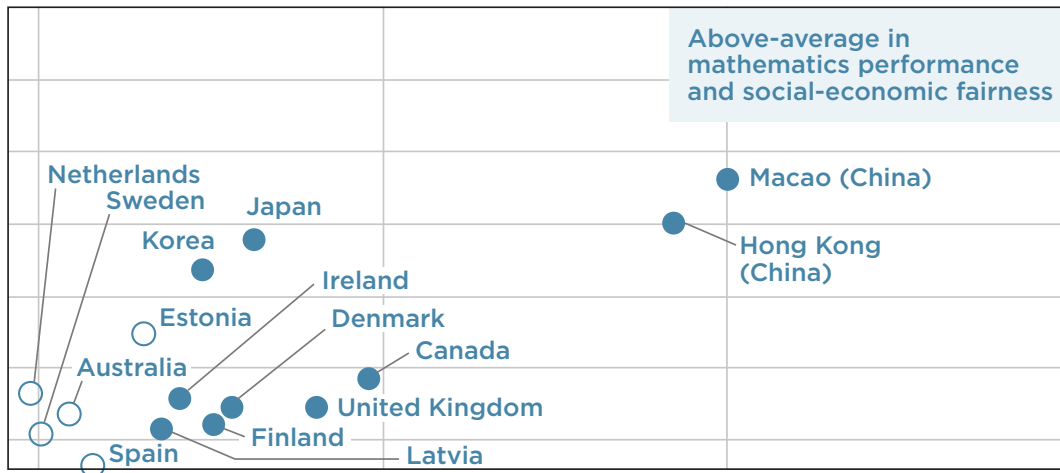 Above-average in
mathematics performance
and social-economic fairness
Netherlands
Sweden
Macao (China)
Japan
Korea
Hong Kong
(China)
Ireland
Estonia
Denmark
Canada
Australia
United Kingdom
Finland
Spain
Latvia